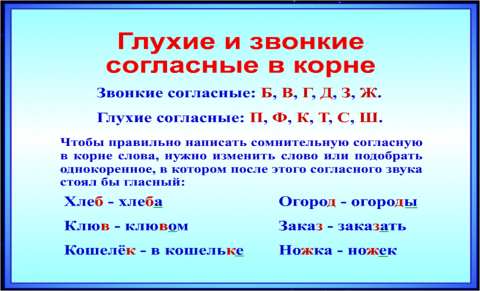 Глухие и звонкие
согласные в корне
Звонкие согласные: Б, В, Г, Д, З, Ж.
Глухие согласные: П, Ф, К, Т, С, Ш.
Чтобы правильно написать сомнительную согласную
в корне слова, нужно изменить слово или подобрать
однокоренное, в котором после этого согласного звука
стоял бы гласный:
Хлеб - хлеба Огород - огороды
Клюв - клювом Заказ - заказать
Кошелёк - в кошельке Ножка - ножек